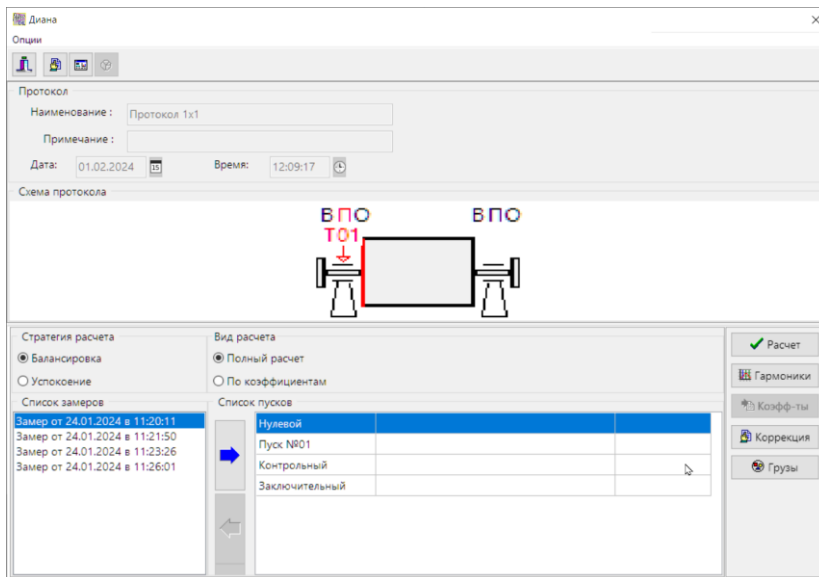 Диана
Опции
Протокол
Наименование : Протокол 1x1
Примечание :
Дата: 01.02.2024 15 Время: 12:09:17
Схема протокола
В П О В П О
Т01
Стратегия расчета Вид расчета
Балансировка Полный расчет
Успокоение По коэффициентам
Список замеров Список пусков
Замер от 24.01.2024 в 11:20:11
Замер от 24.01.2024 в 11:21:50
Замер от 24.01.2024 в 11:23:26
Замер от 24.01.2024 в 11:26:01
Нулевой
Пуск №01
Контрольный
Заключительный
Расчет
Гармоники
Коэфф-ты
Коррекция
Грузы